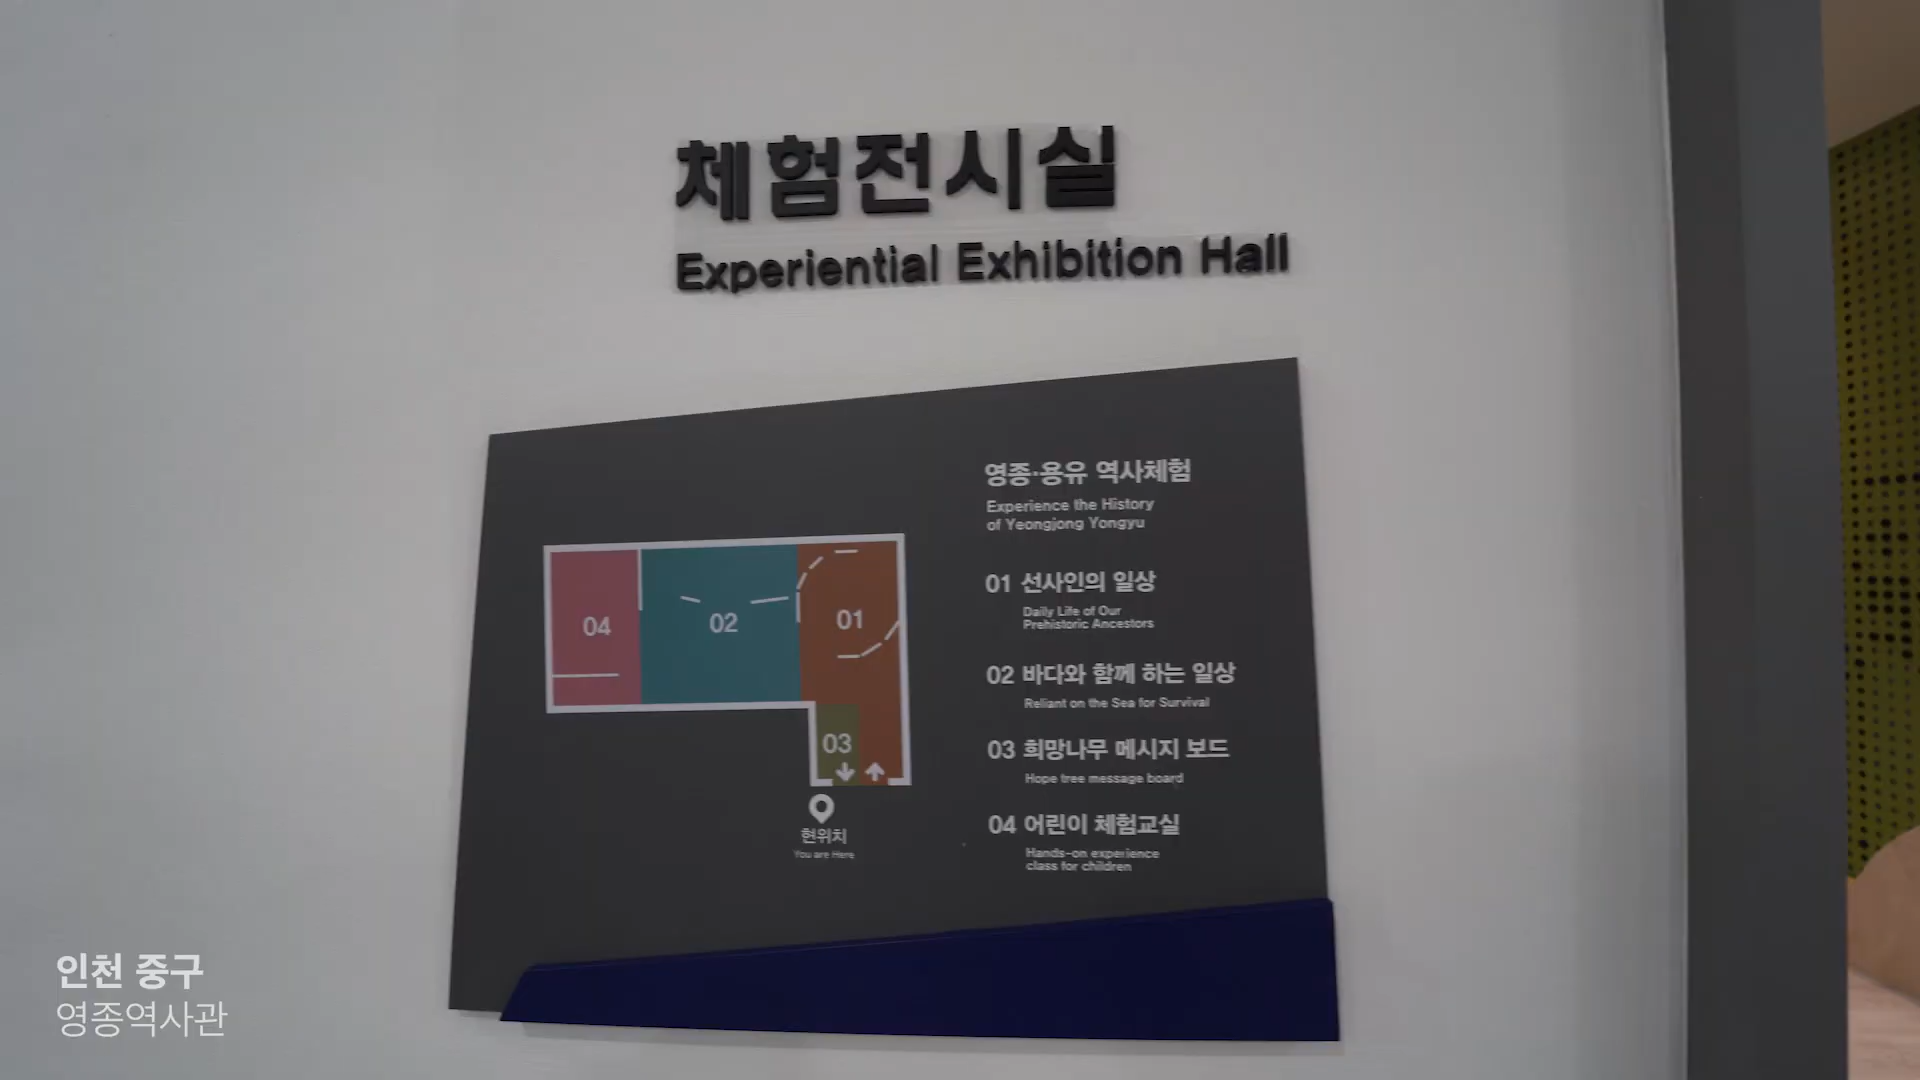 체험전시실
Experiential Exhibition Hall
영종·용유 역사체험
Experience the History
of Yeongjong Yongyu
01 선사인의 일상
Daily Life of Our
Prehistoric Ancestors
02 바다와 함께 하는 일상
Reliant on the Sea for Survival
03 희망나무 메시지 보드
Hope tree message board
04 어린이 체험교실
Hands-on experience
class for children
04
02
01
03
현위치
You are Here
인천 중구
영종역사관